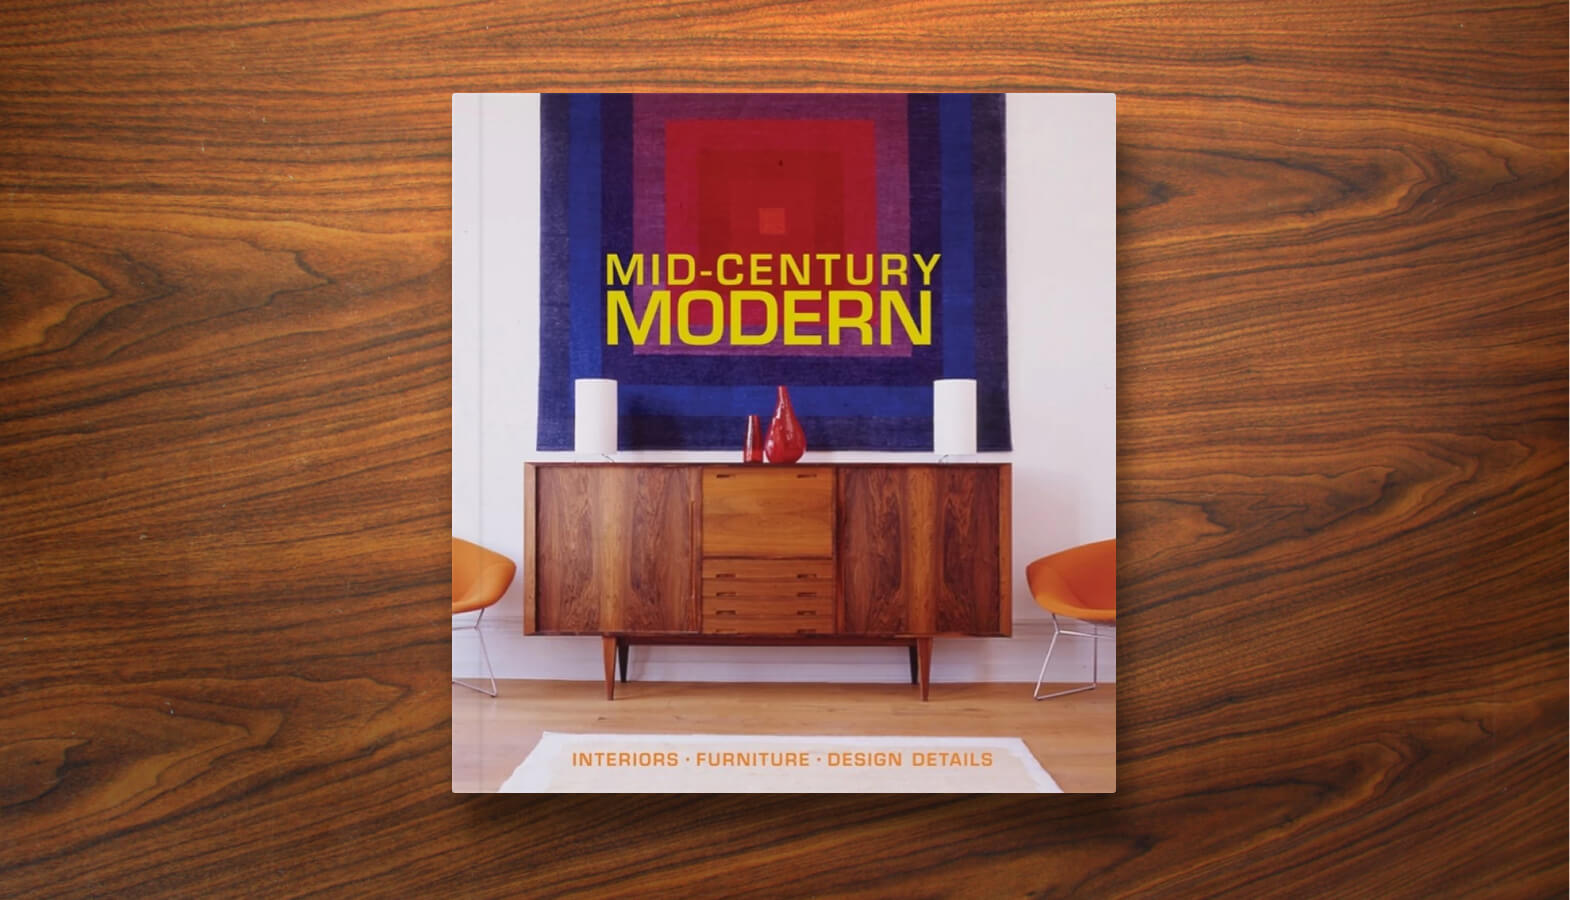 MID-CENTURY
MODERN
INTERIORS · FURNITURE · DESIGN DETAILS